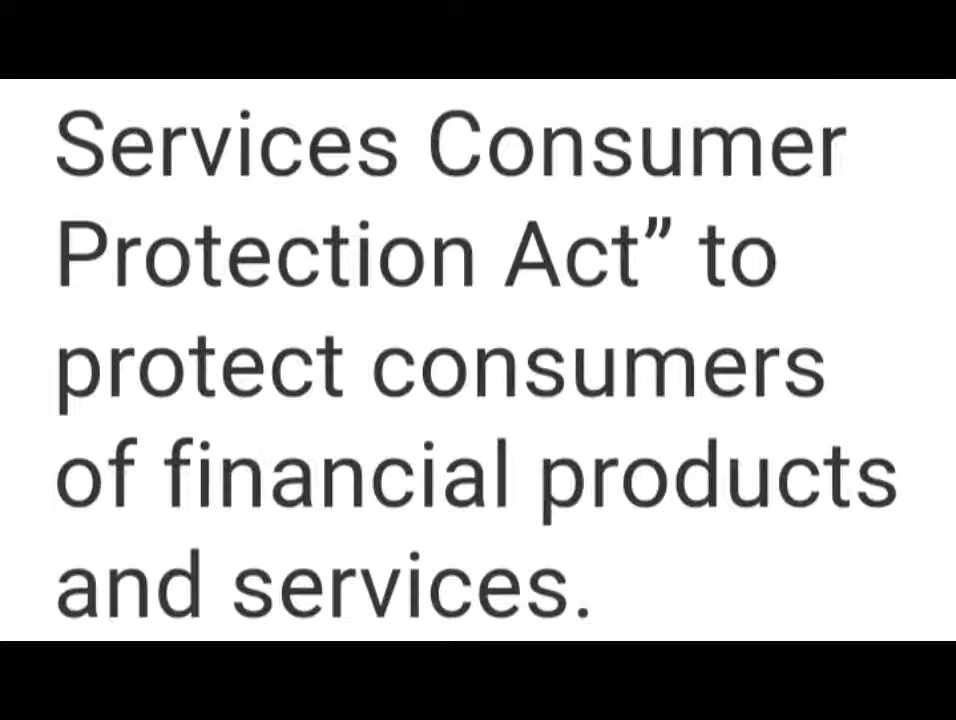 Services Consumer
Protection Act” to
protect consumers
of financial products
and services.